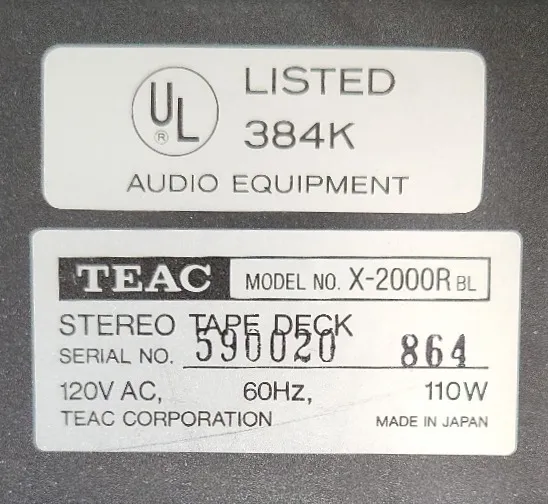 UL® LISTED
384K
AUDIO EQUIPMENT
TEAC MODEL NO. X-2000R BL
STEREO TAPE DECK
SERIAL NO. 590020 864
120V AC, 60Hz, 110W
TEAC CORPORATION MADE IN JAPAN